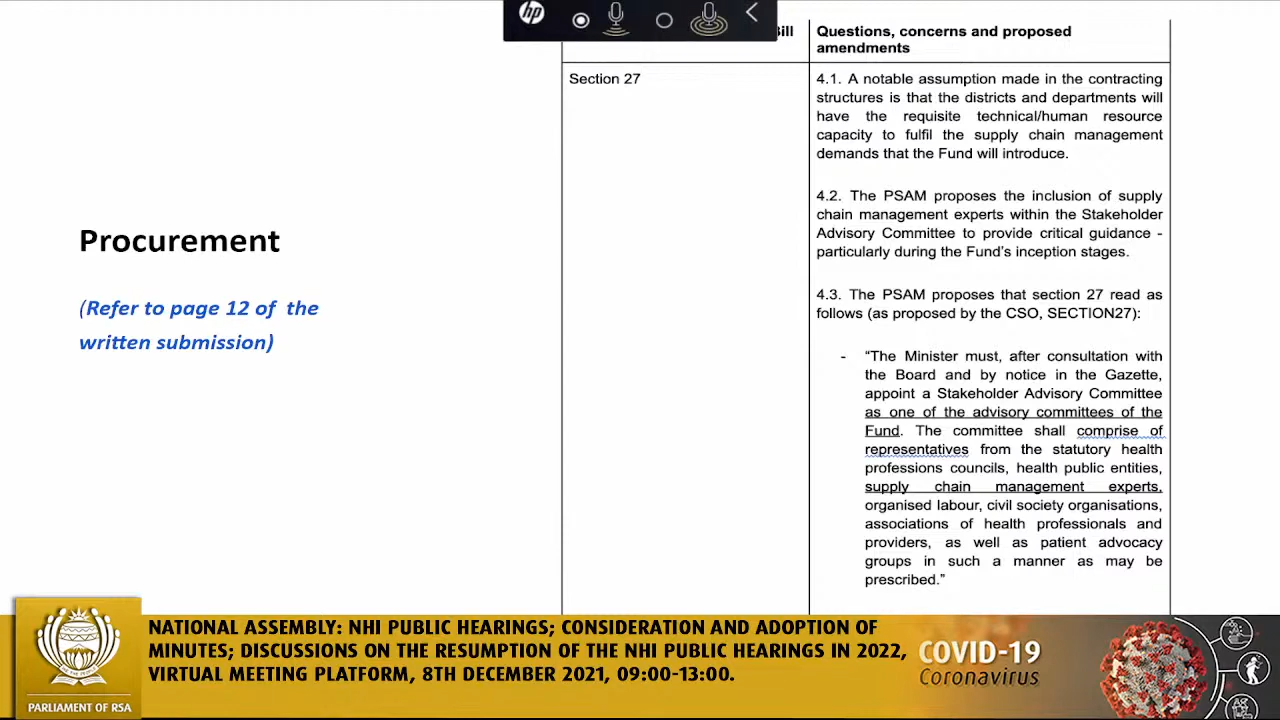 hp
Bill
Questions, concerns and proposed
amendments
Section 27
4.1. A notable assumption made in the contracting
structures is that the districts and departments will
have the requisite technical/human resource
capacity to fulfil the supply chain management
demands that the Fund will introduce.
4.2. The PSAM proposes the inclusion of supply
chain management experts within the Stakeholder
Advisory Committee to provide critical guidance -
particularly during the Fund's inception stages.
4.3. The PSAM proposes that section 27 read as
follows (as proposed by the CSO, SECTION27):
- “The Minister must, after consultation with
the Board and by notice in the Gazette,
appoint a Stakeholder Advisory Committee
as one of the advisory committees of the
Fund. The committee shall comprise of
representatives from the statutory health
professions councils, health public entities,
supply chain management experts,
organised labour, civil society organisations,
associations of health professionals and
providers, as well as patient advocacy
groups in such a manner as may be
prescribed.”
Procurement
(Refer to page 12 of the
written submission)
NATIONAL ASSEMBLY: NHI PUBLIC HEARINGS; CONSIDERATION AND ADOPTION OF
MINUTES; DISCUSSIONS ON THE RESUMPTION OF THE NHI PUBLIC HEARINGS IN 2022,
VIRTUAL MEETING PLATFORM, 8TH DECEMBER 2021, 09:00-13:00.
PARLIAMENT OF RSA
COVID-19
Coronavirus